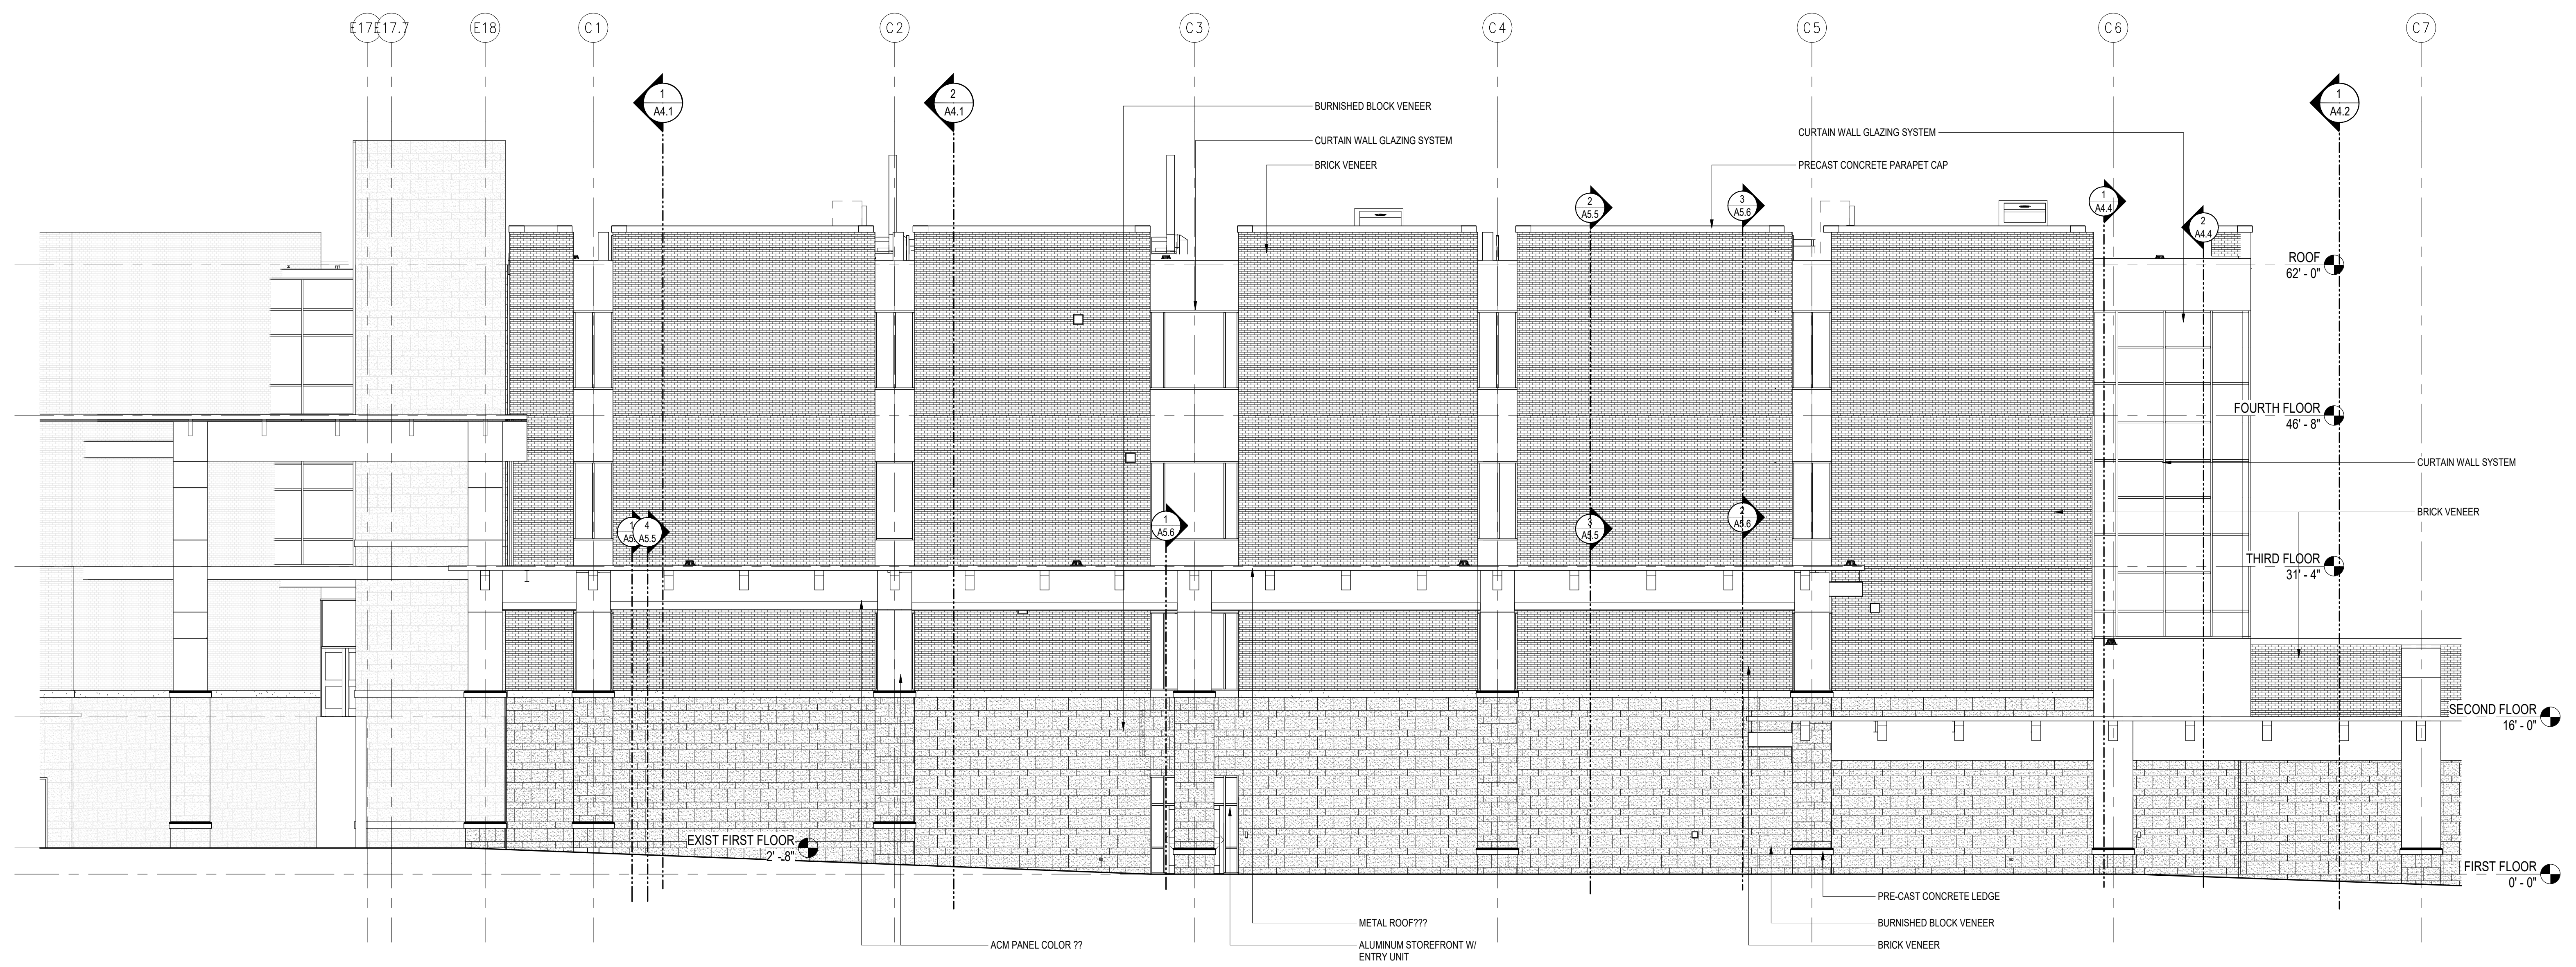 E17
E17.7
E18
C1
C2
C3
C4
C5
C6
C7
1
A4.1
2
A4.1
1
A4.2
BURNISHED BLOCK VENEER
CURTAIN WALL GLAZING SYSTEM
BRICK VENEER
CURTAIN WALL GLAZING SYSTEM
PRECAST CONCRETE PARAPET CAP
2
A5.5
3
A5.6
1
A4.4
2
A4.4
ROOF
62' - 0"
FOURTH FLOOR
46' - 8"
CURTAIN WALL SYSTEM
BRICK VENEER
1
4
A5.5
1
A5.6
3
A5.5
2
A5.6
THIRD FLOOR
31' - 4"
SECOND FLOOR
16' - 0"
EXIST FIRST FLOOR
2' - 8"
FIRST FLOOR
0' - 0"
PRE-CAST CONCRETE LEDGE
METAL ROOF???
BURNISHED BLOCK VENEER
ACM PANEL COLOR ??
ALUMINUM STOREFRONT W/
ENTRY UNIT
BRICK VENEER